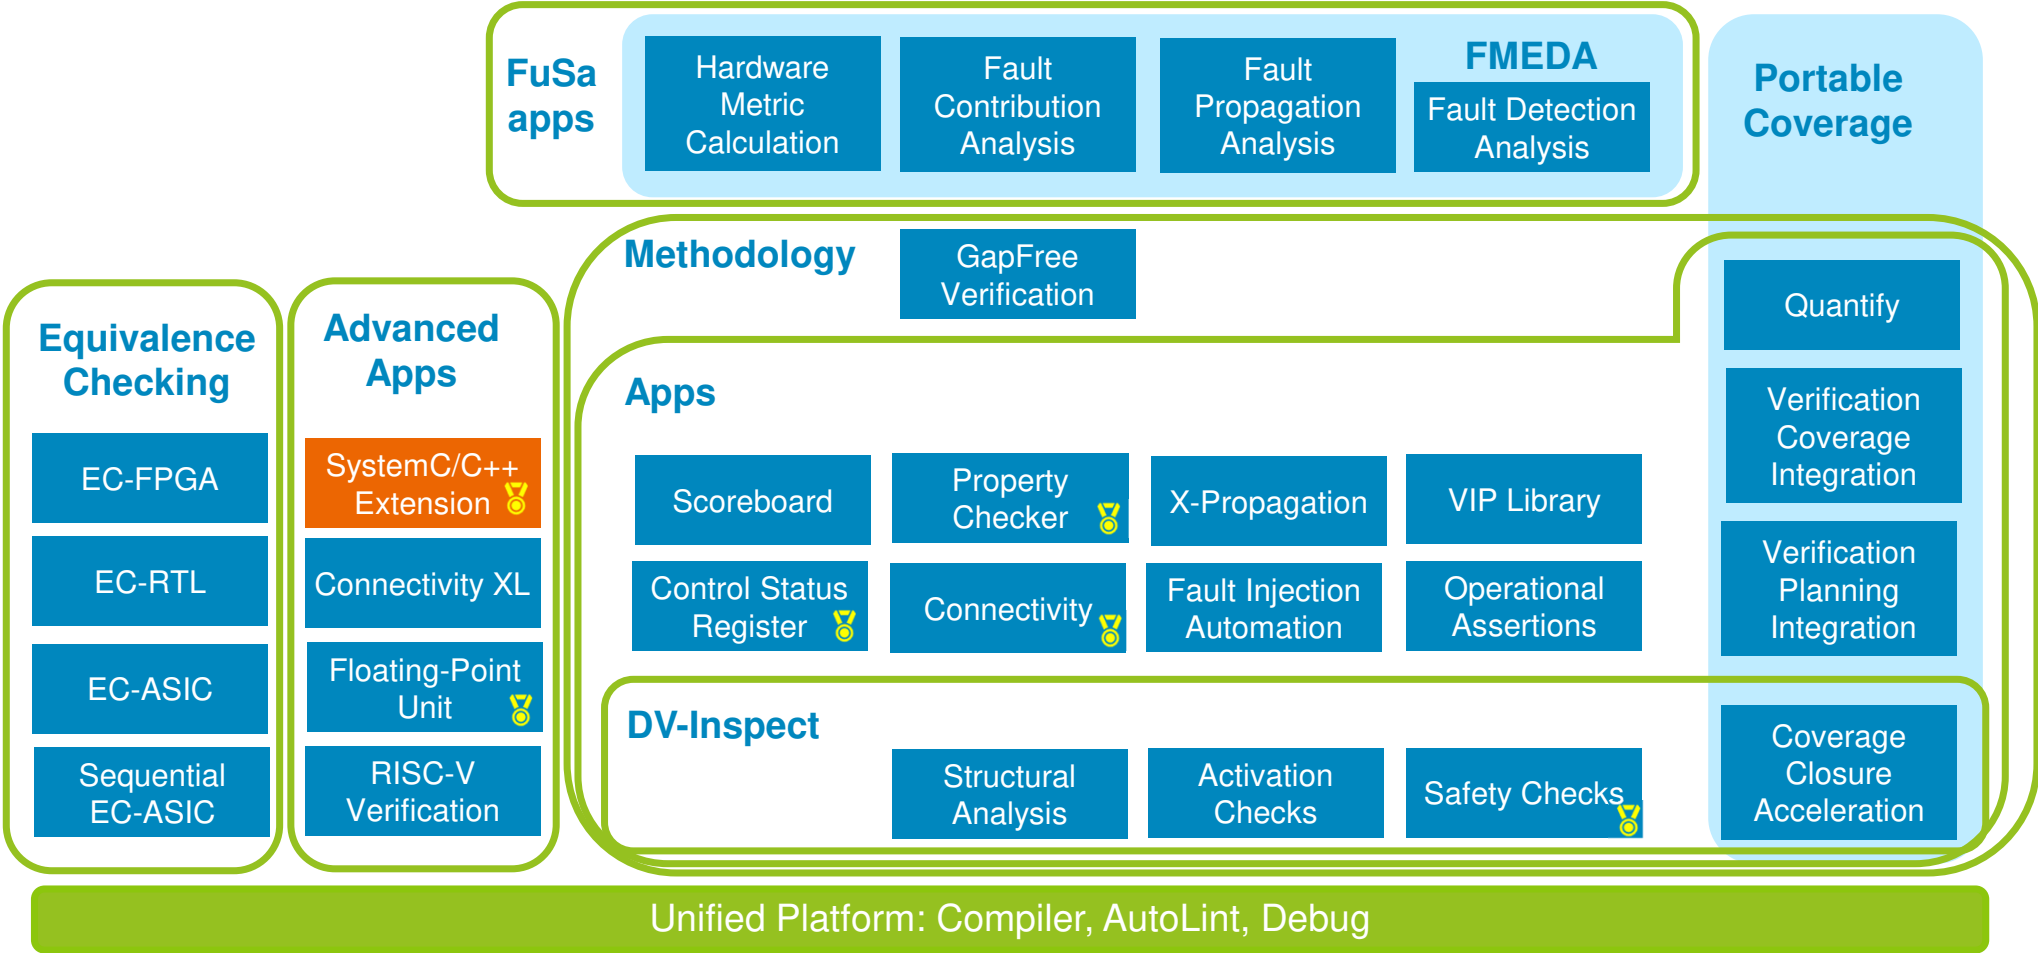 FuSa
apps
Hardware
Metric
Calculation
Fault
Contribution
Analysis
Fault
Propagation
Analysis
FMEDA
Fault Detection
Analysis
Portable
Coverage
Methodology
GapFree
Verification
Quantify
Verification
Coverage
Integration
Verification
Planning
Integration
Coverage
Closure
Acceleration
Equivalence
Checking
EC-FPGA
EC-RTL
EC-ASIC
Sequential
EC-ASIC
Advanced
Apps
SystemC/C++
Extension
Connectivity XL
Floating-Point
Unit
RISC-V
Verification
Apps
Scoreboard
Property
Checker
X-Propagation
VIP Library
Control Status
Register
Connectivity
Fault Injection
Automation
Operational
Assertions
DV-Inspect
Structural
Analysis
Activation
Checks
Safety Checks
Unified Platform: Compiler, AutoLint, Debug